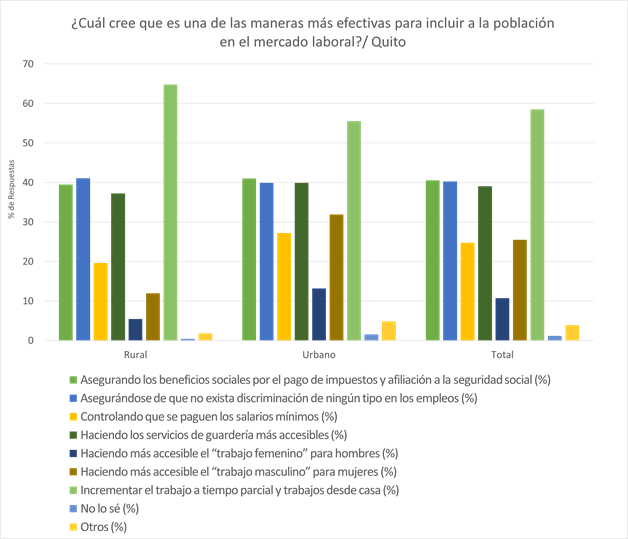 ¿Cuál cree que es una de las maneras más efectivas para incluir a la población
en el mercado laboral?/ Quito
70
60
50
40
30
20
10
0
% de Respuestas
Rural Urbano Total
Asegurando los beneficios sociales por el pago de impuestos y afiliación a la seguridad social (%)
Asegurándose de que no exista discriminación de ningún tipo en los empleos (%)
Controlando que se paguen los salarios mínimos (%)
Haciendo los servicios de guardería más accesibles (%)
Haciendo más accesible el “trabajo femenino” para hombres (%)
Haciendo más accesible el “trabajo masculino” para mujeres (%)
Incrementar el trabajo a tiempo parcial y trabajos desde casa (%)
No lo sé (%)
Otros (%)